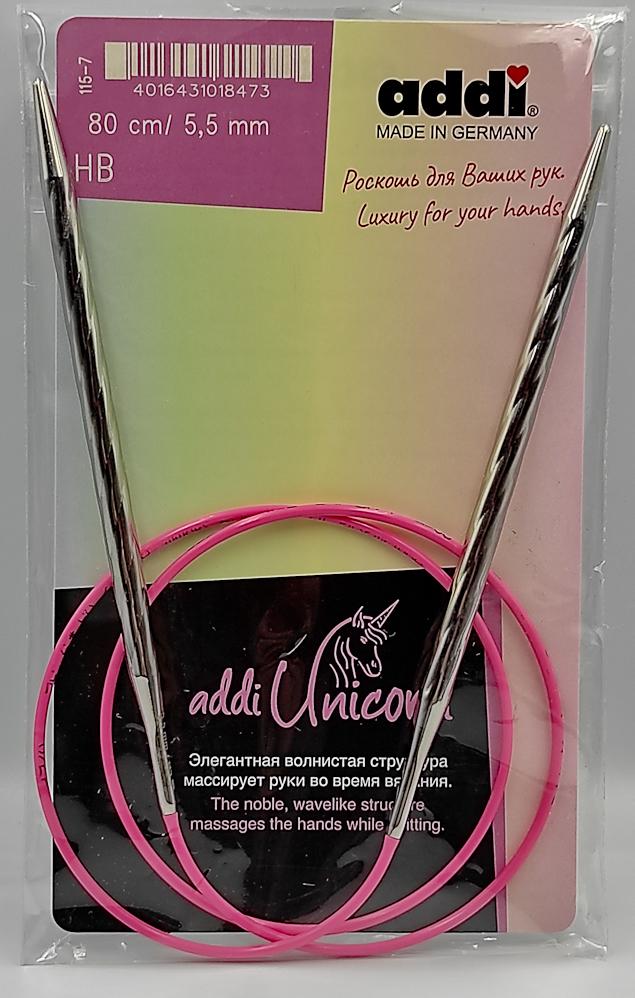 115-7
4016431018473
80 cm/ 5,5 mm
HB
addi®
MADE IN GERMANY
Роскошь для Ваших рук.
Luxury for your hands.
addi
Элегантная волнистая
массирует руки во время
The noble, wavelike
massages the hands while